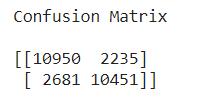 Confusion Matrix
[[10950  2235]
 [ 2681 10451]]